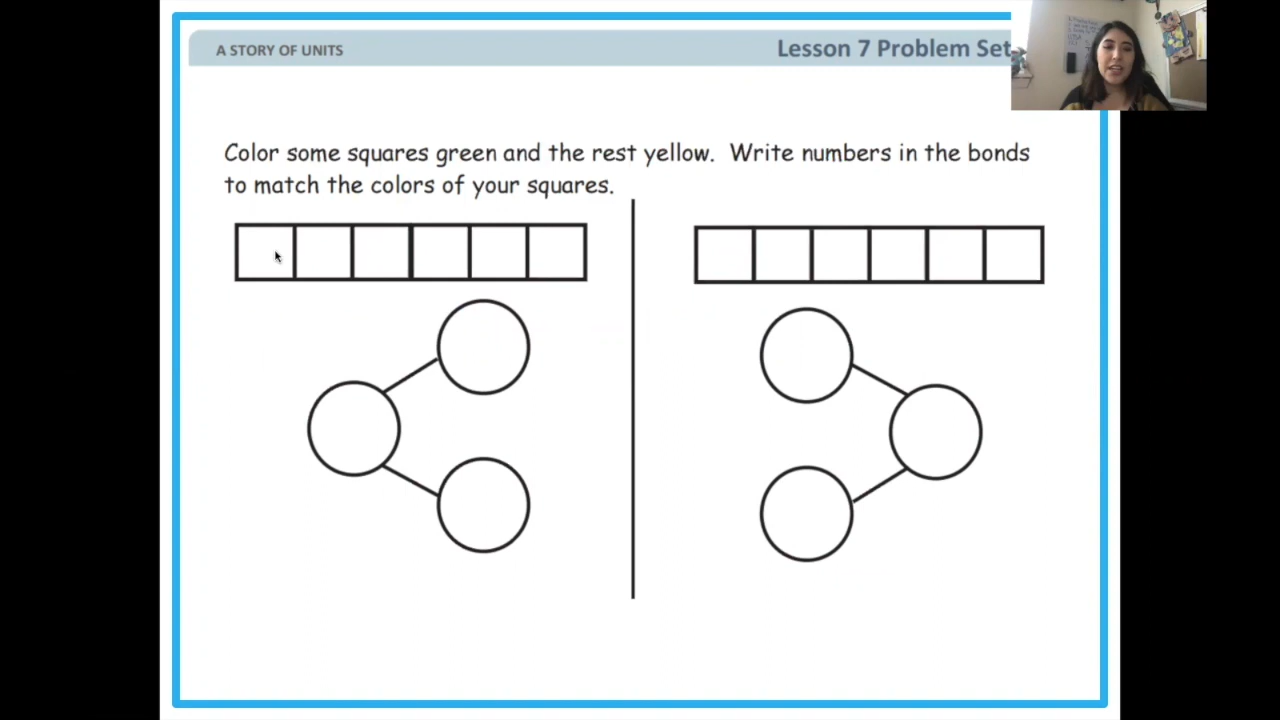 A STORY OF UNITS
Lesson 7 Problem Set
Color some squares green and the rest yellow. Write numbers in the bonds
to match the colors of your squares.